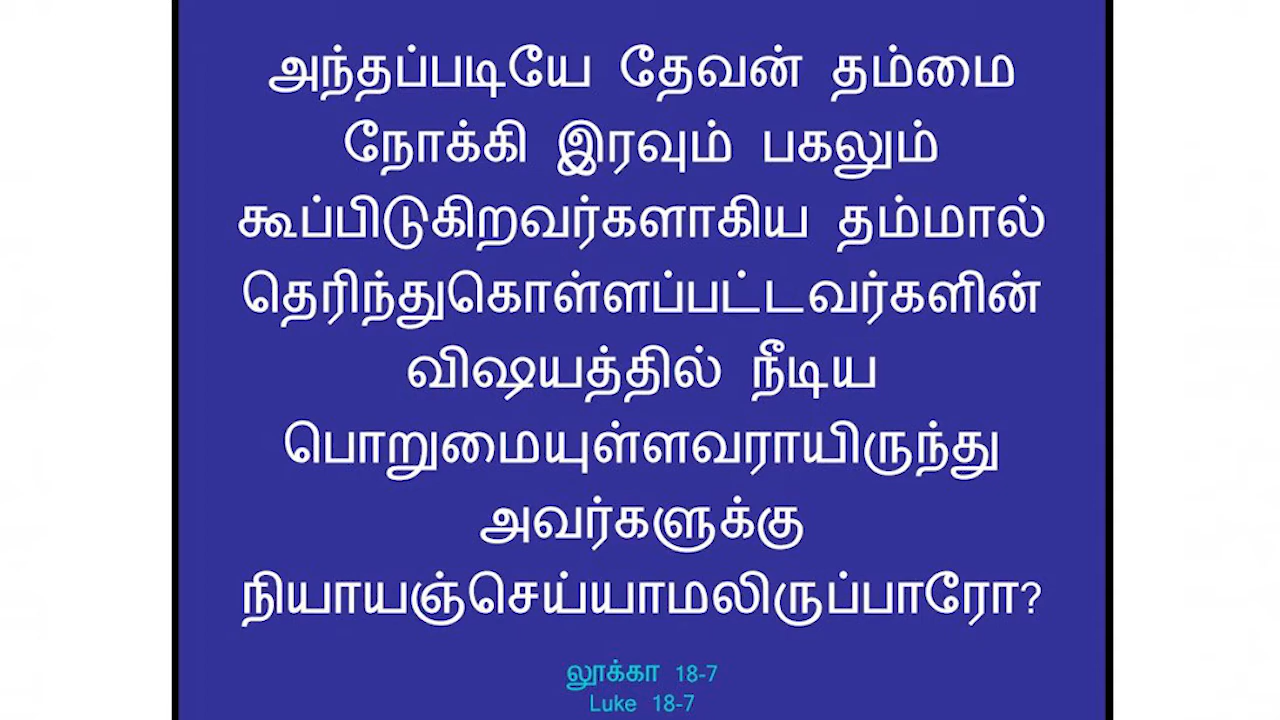 அந்தப்படியே தேவன் தம்மை
நோக்கி இரவும் பகலும்
கூப்பிடுகிறவர்களாகிய தம்மால்
தெரிந்துகொள்ளப்பட்டவர்களின்
விஷயத்தில் நீடிய
பொறுமையுள்ளவராயிருந்து
அவர்களுக்கு
நியாயஞ்செய்யாமலிருப்பாரோ?
லூக்கா 18-7
Luke 18-7